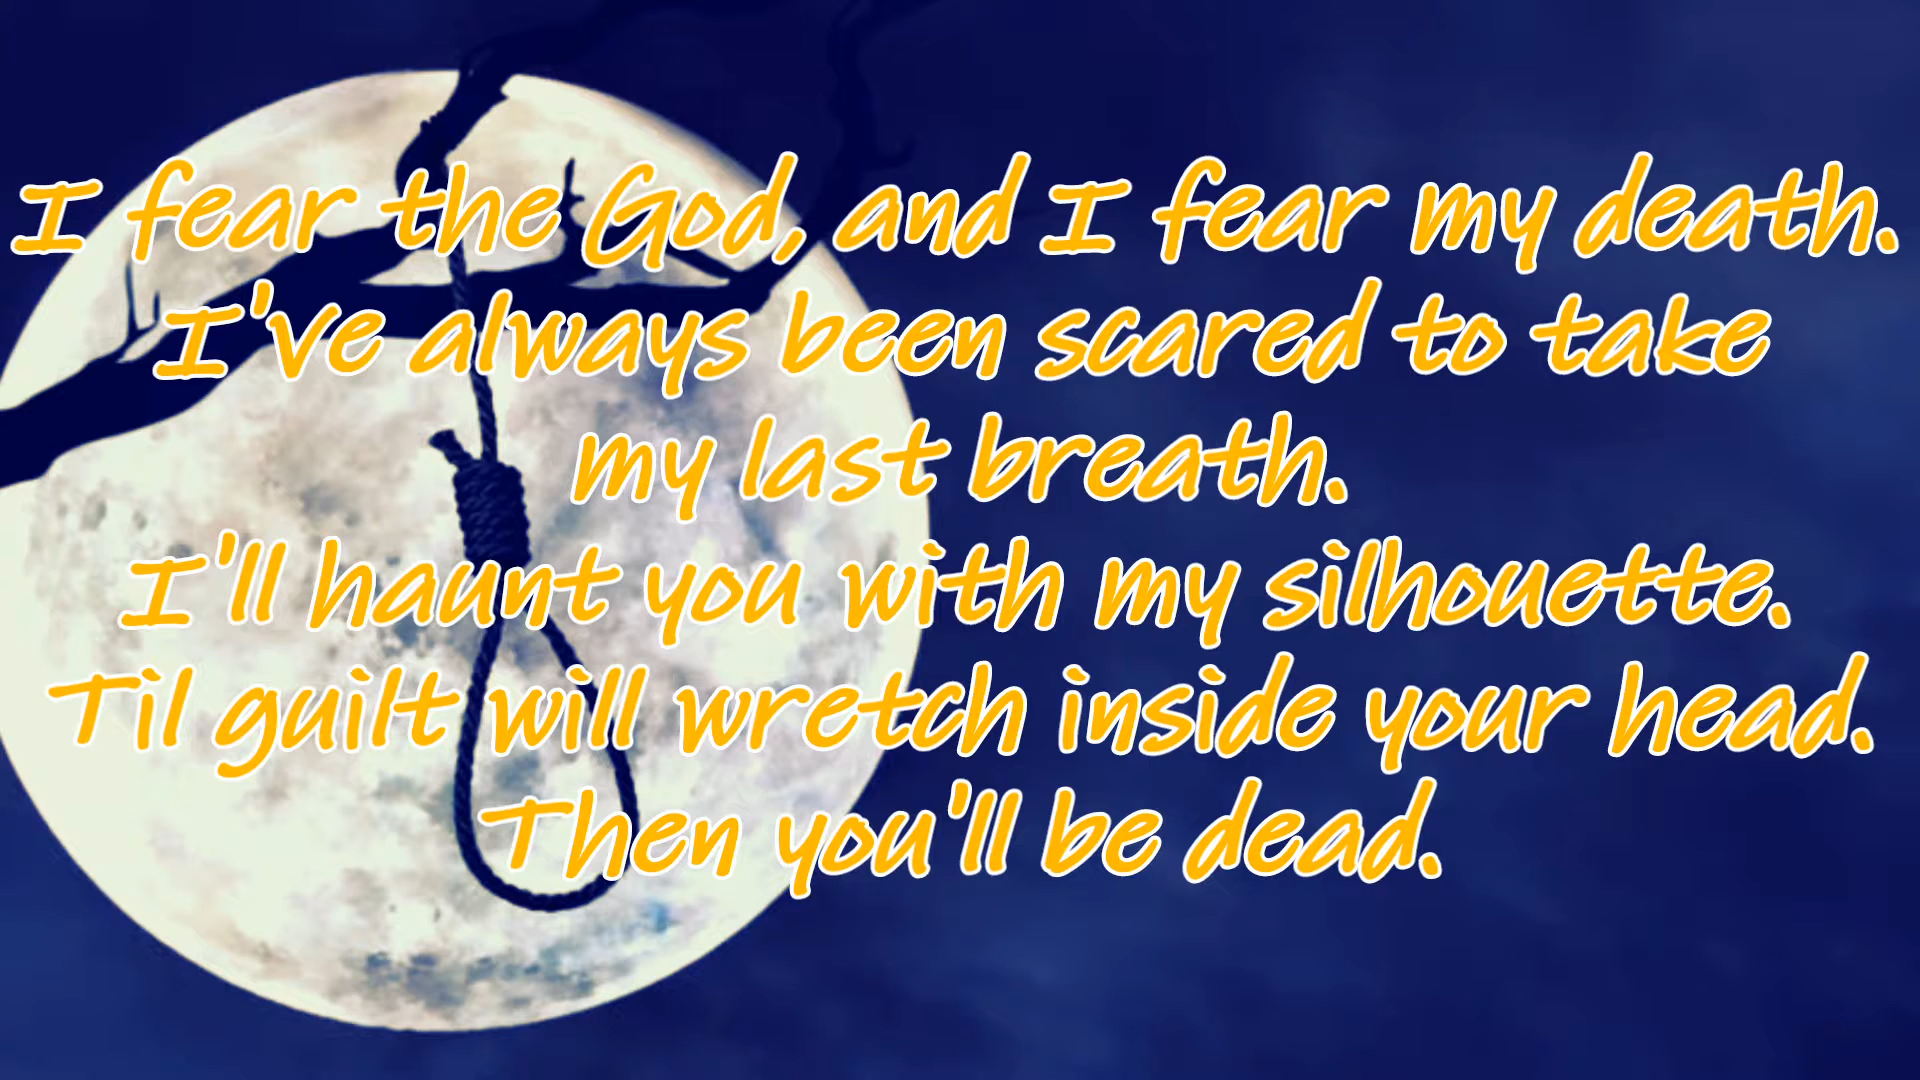 I fear the God, and I fear my death.
I've always been scared to take
my last breath.
I'll haunt you with my silhouette.
Til guilt will wretch inside your head.
Then you'll be dead.